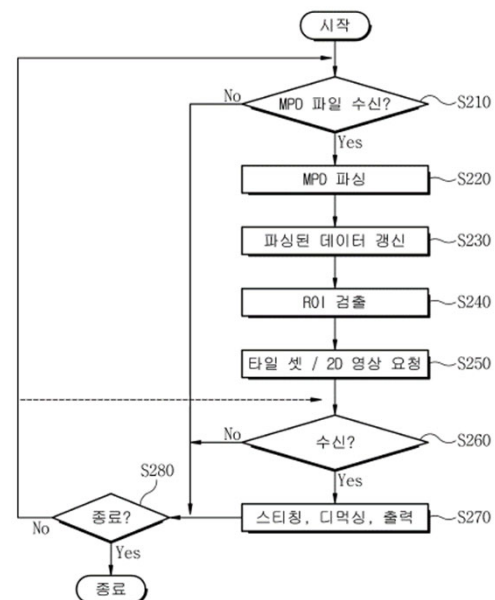 시작
No
MPD 파일 수신?
S210
Yes
MPD 파싱
S220
파싱된 데이터 갱신
S230
ROI 검출
S240
타일 셋 / 2D 영상 요청
S250
No
수신?
S260
Yes
S280
종료?
스티칭, 디먹싱, 출력
S270
No
Yes
종료